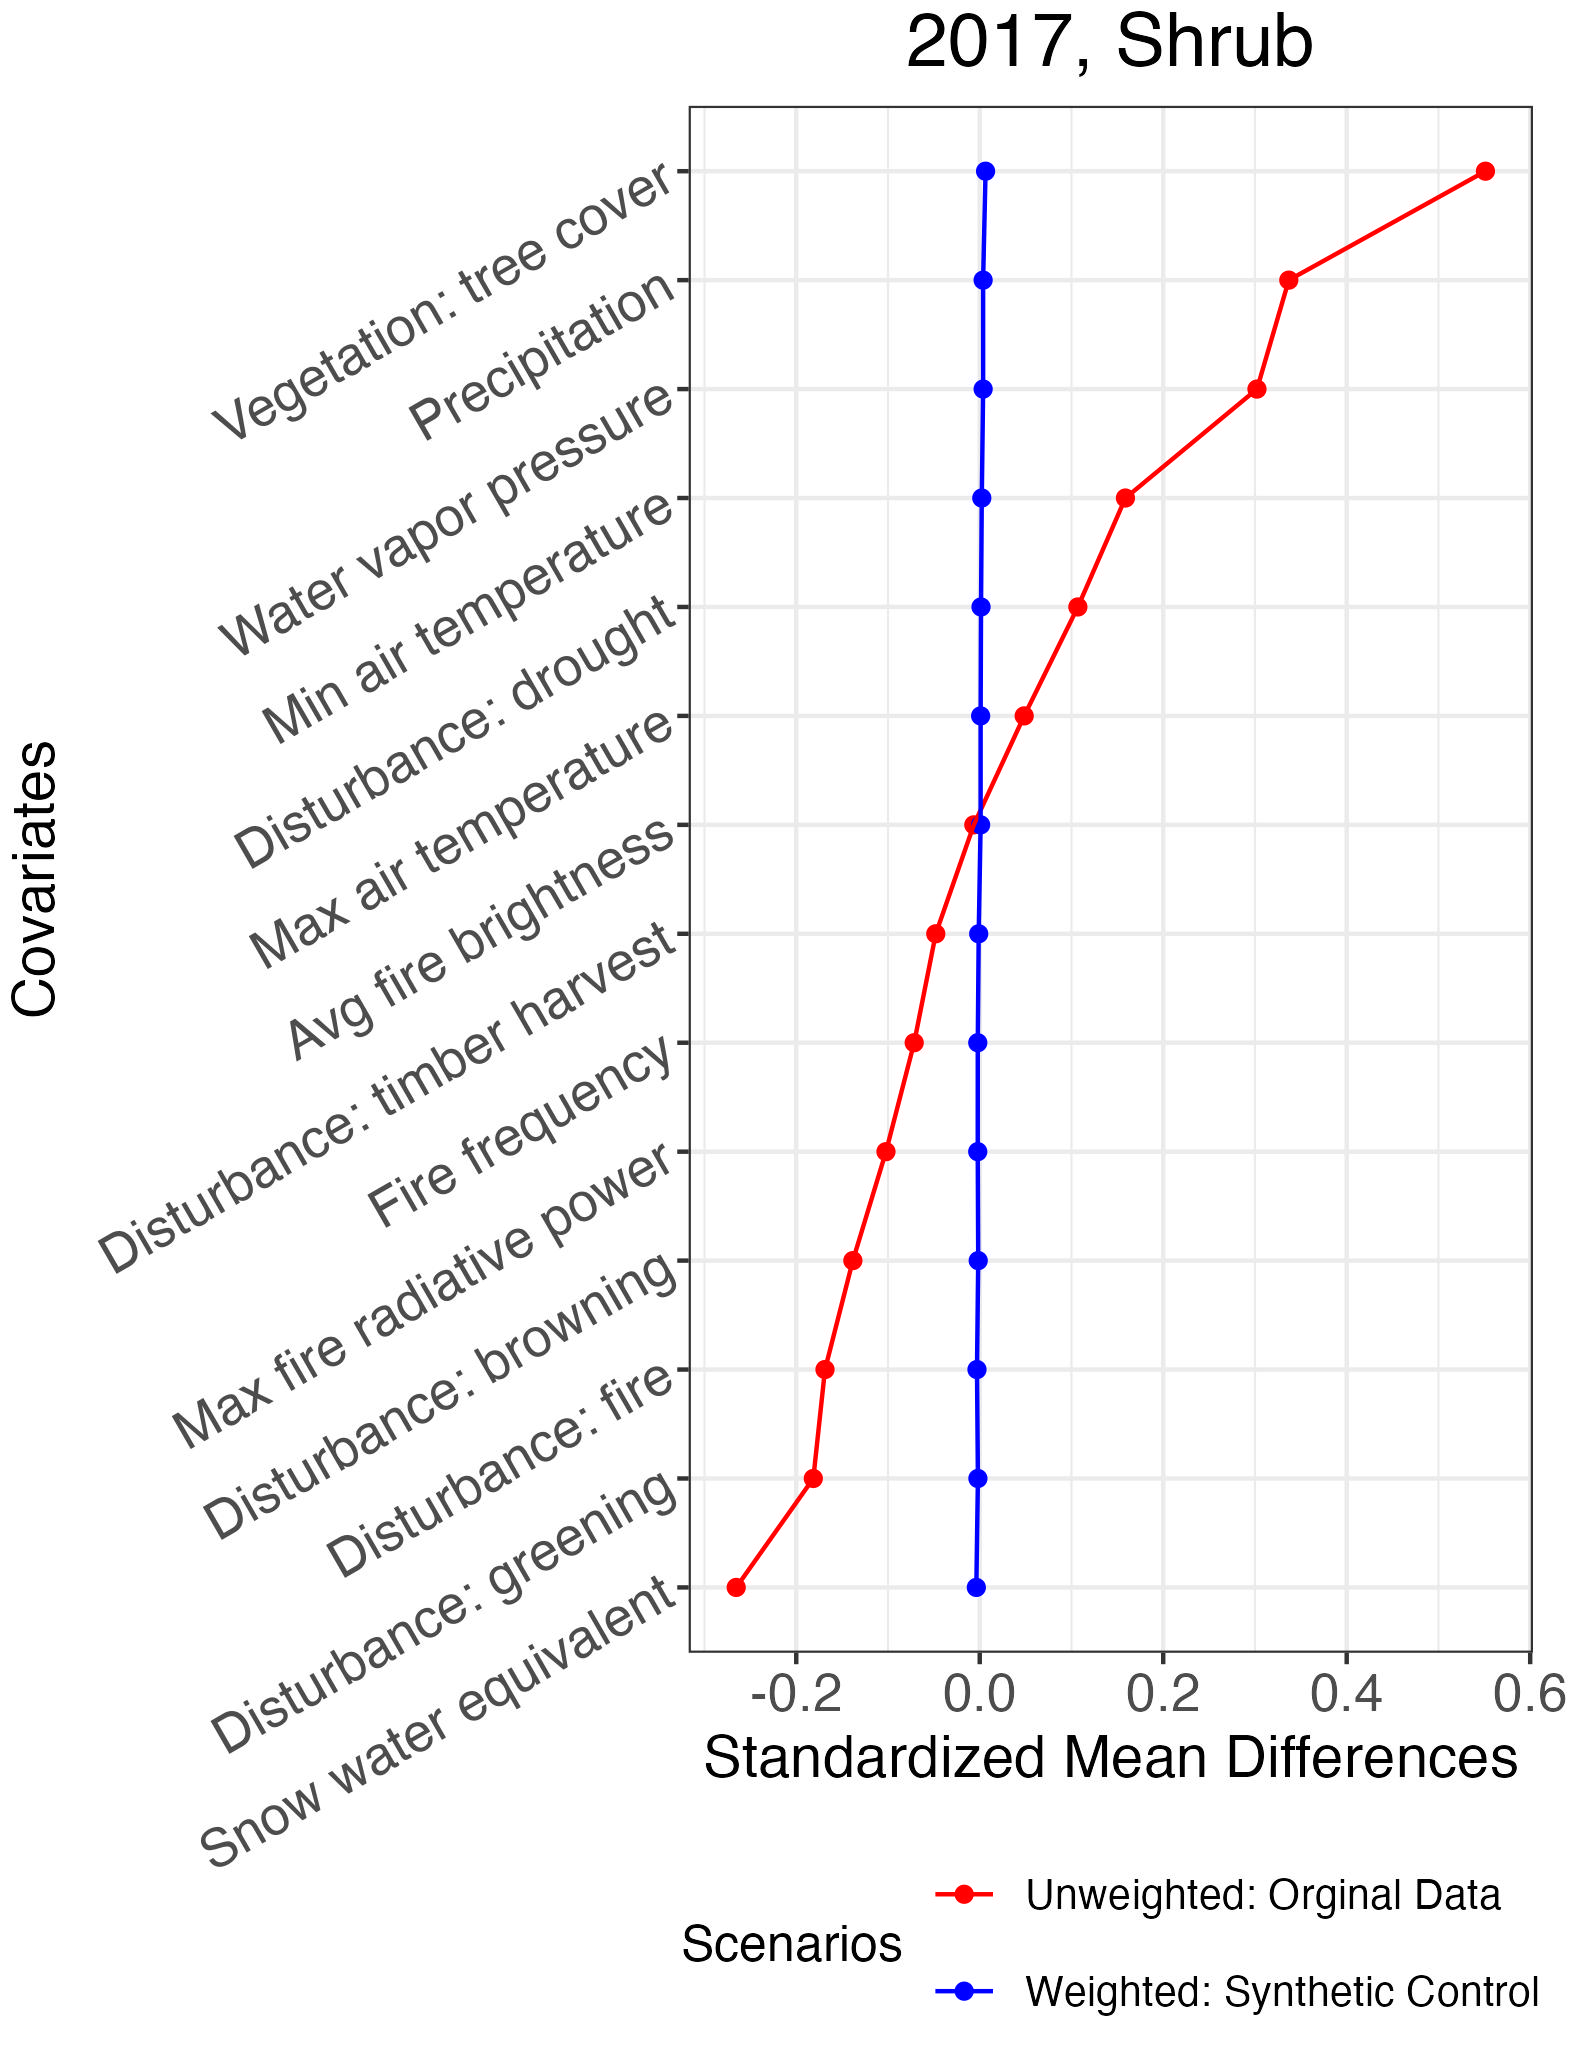 2017, Shrub
Covariates
Vegetation: tree cover
Precipitation
Water vapor pressure
Min air temperature
Disturbance: drought
Max air temperature
Avg fire brightness
Disturbance: timber harvest
Fire frequency
Max fire radiative power
Disturbance: browning
Disturbance: fire
Disturbance: greening
Snow water equivalent
-0.2 0.0 0.2 0.4 0.6
Standardized Mean Differences
Scenarios
Unweighted: Orginal Data
Weighted: Synthetic Control